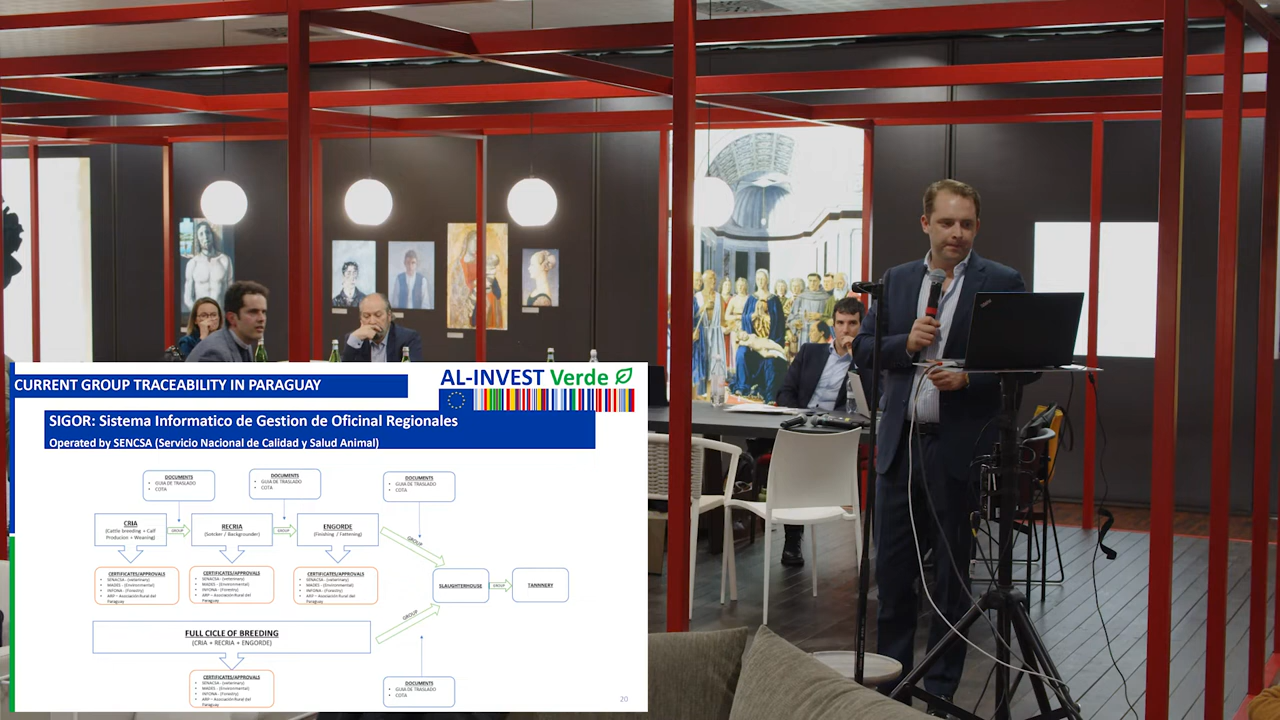 CURRENT GROUP TRACEABILITY IN PARAGUAY
AL-INVEST Verde
SIGOR: Sistema Informatico de Gestion de Oficinal Regionales
Operated by SENCSA (Servicio Nacional de Calidad y Salud Animal)
DOCUMENTS
• GUIA DE TRASLADO
• COTA
DOCUMENTS
• GUIA DE TRASLADO
• COTA
DOCUMENTS
• GUIA DE TRASLADO
• COTA
CRIA
(Cattle breeding + Calf
Producion + Weaning)
GROUP
RECRIA
(Sotcker / Backgrounder)
GROUP
ENGORDE
(Finishing / Fattening)
GROUP
CERTIFICATES/APPROVALS
• SENACSA - (veterinary)
• MADES - (Environmental)
• INFONA - (Forestry)
• ARP – Asociación Rural del
Paraguay
CERTIFICATES/APPROVALS
• SENACSA - (veterinary)
• MADES - (Environmental)
• INFONA - (Forestry)
• ARP – Asociación Rural del
Paraguay
CERTIFICATES/APPROVALS
• SENACSA - (veterinary)
• MADES - (Environmental)
• INFONA - (Forestry)
• ARP – Asociación Rural del
Paraguay
SLAUGHTERHOUSE
GROUP
TANNNERY
FULL CICLE OF BREEDING
(CRIA + RECRIA + ENGORDE)
GROUP
CERTIFICATES/APPROVALS
• SENACSA - (veterinary)
• MADES - (Environmental)
• INFONA - (Forestry)
• ARP – Asociación Rural del
Paraguay
DOCUMENTS
• GUIA DE TRASLADO
• COTA
20